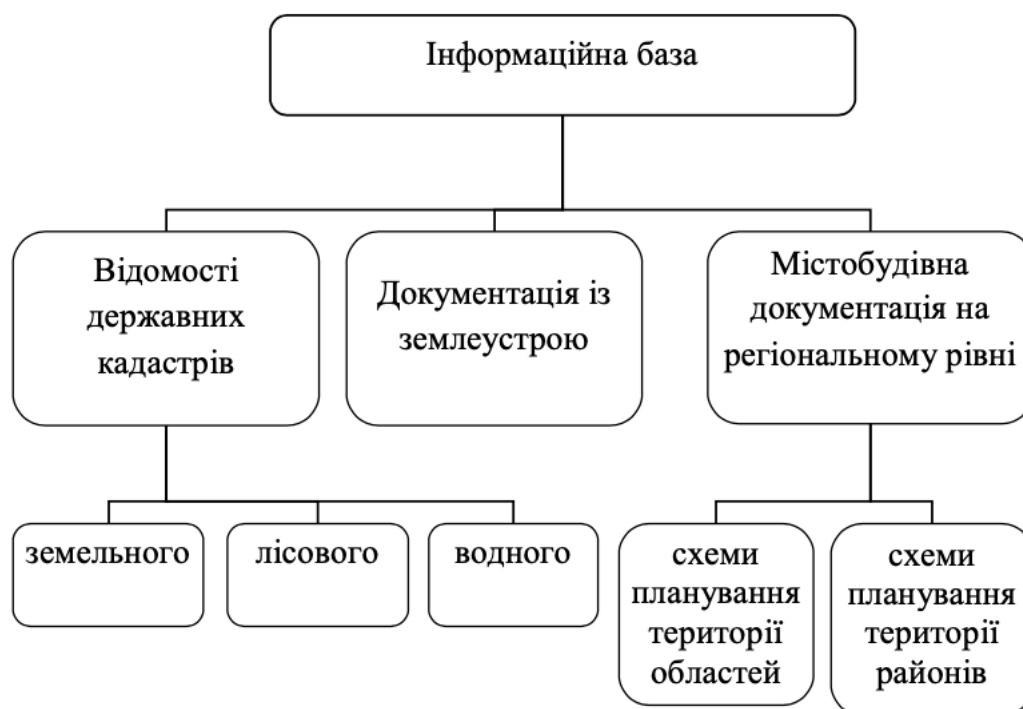 Інформаційна база
Відомості
державних
кадастрів
Документація із
землеустрою
Містобудівна
документація на
регіональному рівні
земельного
лісового
водного
схеми
планування
території
областей
схеми
планування
території
районів